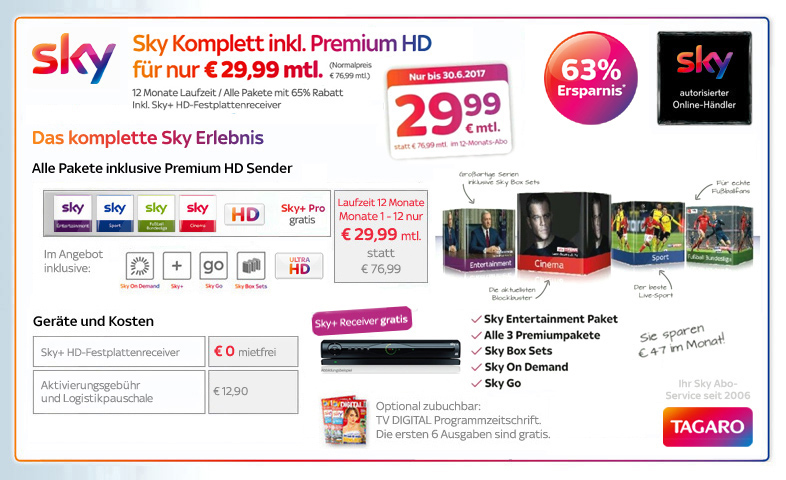 sky
Sky Komplett inkl. Premium HD
für nur € 29,99 mtl. (Normalpreis € 76,99 mtl.)
12 Monate Laufzeit / Alle Pakete mit 65% Rabatt
Inkl. Sky+ HD-Festplattenreceiver
Nur bis 30.6.2017
29.99
€ mtl.
statt € 76,99 mtl. im 12-Monats-Abo
63%
Ersparnis*
sky
autorisierter
Online-Händler
Das komplette Sky Erlebnis
Alle Pakete inklusive Premium HD Sender
sky sky sky sky
Entertainment Sport Fußball-Bundesliga Cinema
HD
Sky+ Pro
gratis
Laufzeit 12 Monate
Monate 1 - 12 nur
€ 29,99 mtl.
statt
€ 76,99
Im Angebot
inklusive:
+ go
Sky On Demand Sky+ Sky Go Sky Box Sets
ULTRA
HD
Großartige Serien
inklusive Sky Box Sets
Für echte
Fußballfans
Entertainment
Cinema
Sport
Fußball Bundesliga
Die aktuellsten
Blockbuster
Der beste
Live-Sport
Geräte und Kosten
Sky+ HD-Festplattenreceiver € 0 mietfrei
Aktivierungsgebühr
und Logistikpauschale
€ 12,90
Sky+ Receiver gratis
Sky Entertainment Paket
Alle 3 Premiumpakete
Sky Box Sets
Sky On Demand
Sky Go
Sie sparen
€ 47 im Monat!
DIGITAL
Optional zubuchbar:
TV DIGITAL Programmzeitschrift.
Die ersten 6 Ausgaben sind gratis.
Ihr Sky Abo-
Service seit 2006
TAGARO